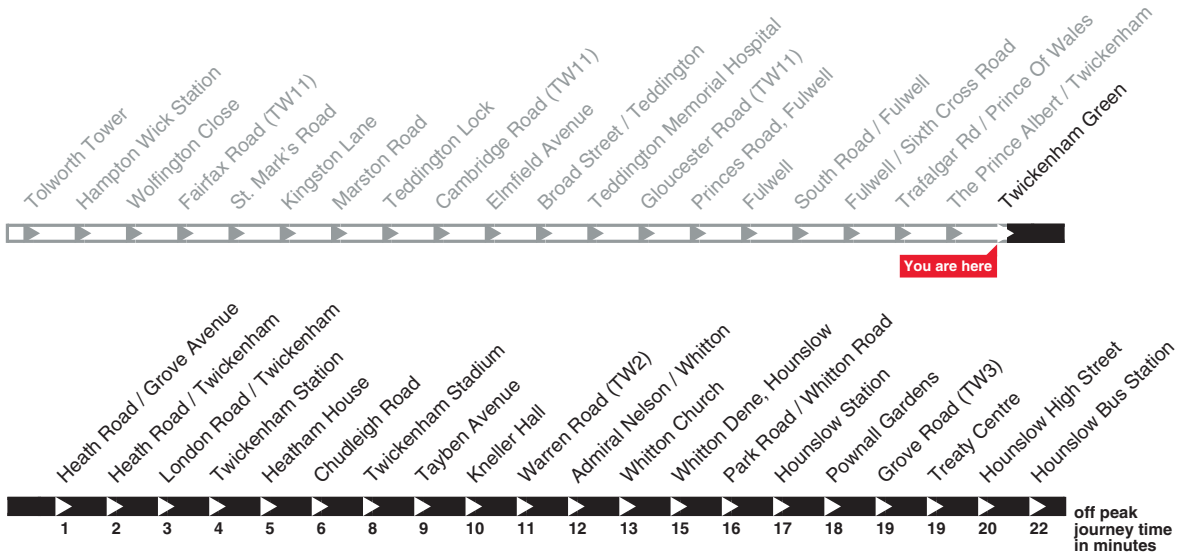 Tolworth Tower
Hampton Wick Station
Wolfington Close
Fairfax Road (TW11)
St. Mark's Road
Kingston Lane
Marston Road
Teddington Lock
Cambridge Road (TW11)
Elmfield Avenue
Broad Street / Teddington
Teddington Memorial Hospital
Gloucester Road (TW11)
Princes Road, Fulwell
Fulwell
South Road / Fulwell
Fulwell / Sixth Cross Road
Trafalgar Rd / Prince Of Wales
The Prince Albert / Twickenham
Twickenham Green
You are here
Heath Road / Grove Avenue
Heath Road / Twickenham
London Road / Twickenham
Twickenham Station
Heatham House
Chudleigh Road
Twickenham Stadium
Tayben Avenue
Kneller Hall
Warren Road (TW2)
Admiral Nelson / Whitton
Whitton Church
Whitton Dene, Hounslow
Park Road / Whitton Road
Hounslow Station
Pownall Gardens
Grove Road (TW3)
Treaty Centre
Hounslow High Street
Hounslow Bus Station
1 2 3 4 5 6 8 9 10 11 12 13 15 16 17 18 19 19 20 22
off peak
journey time
in minutes